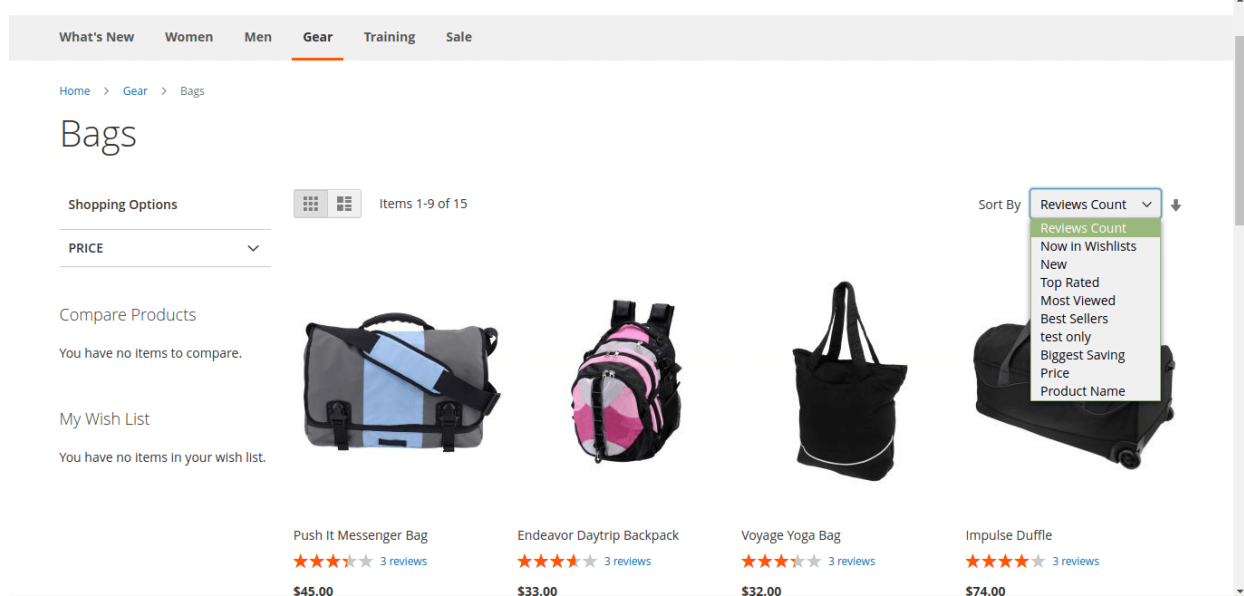 What's New Women Men Gear Training Sale
Home > Gear > Bags
Bags
Shopping Options
Items 1-9 of 15
Sort By Reviews Count
PRICE
Reviews Count
Now in Wishlists
New
Top Rated
Most Viewed
Best Sellers
test only
Biggest Saving
Price
Product Name
Compare Products
You have no items to compare.
My Wish List
You have no items in your wish list.
Push It Messenger Bag
3 reviews
$45.00
Endeavor Daytrip Backpack
3 reviews
$33.00
Voyage Yoga Bag
3 reviews
$32.00
Impulse Duffle
3 reviews
$74.00